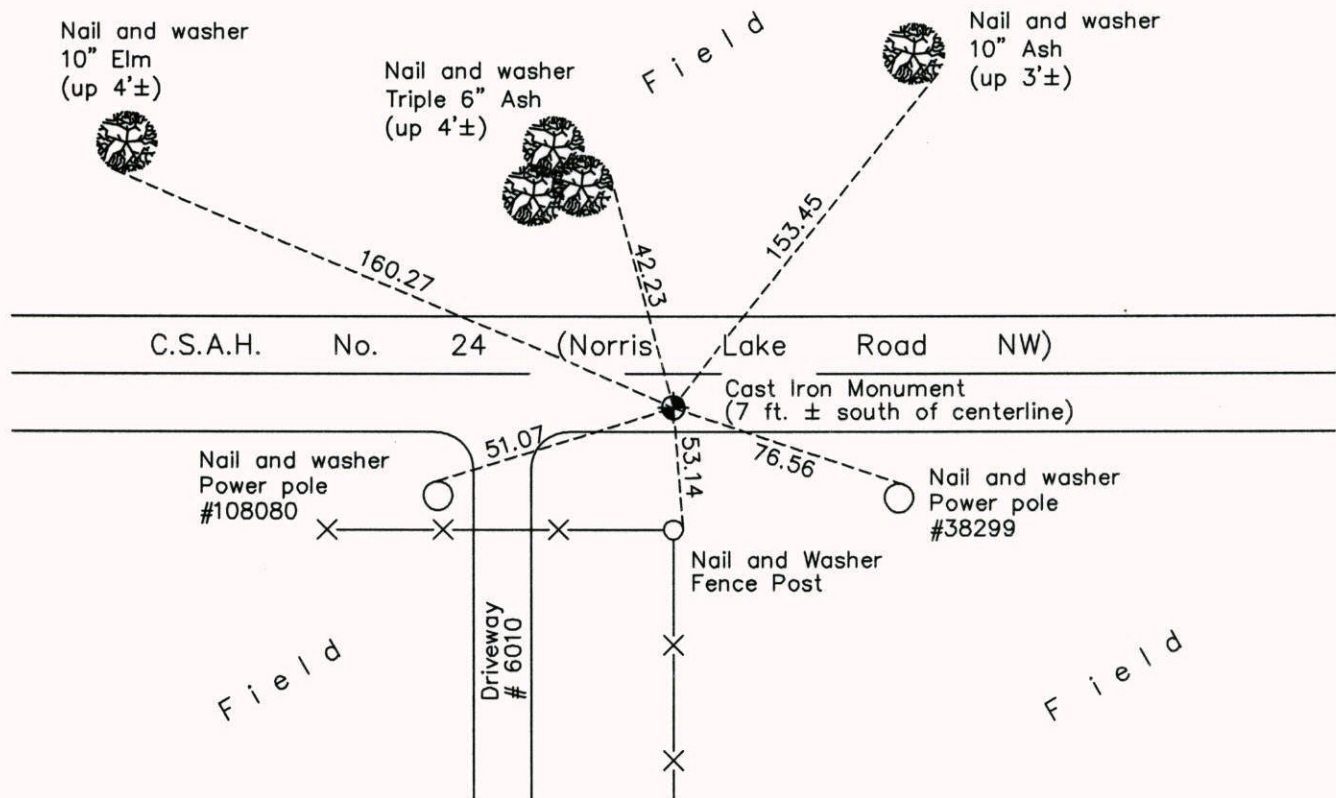 Nail and washer
10" Elm
(up 4'±)
Nail and washer
Triple 6" Ash
(up 4'±)
Field
Nail and washer
10" Ash
(up 3'±)
160.27
42.23
153.45
C.S.A.H. No. 24 (Norris Lake Road NW)
Cast Iron Monument
(7 ft. ± south of centerline)
51.07
53.14
76.56
Nail and washer
Power pole
#108080
Nail and washer
Power pole
#38299
Nail and Washer
Fence Post
Driveway
# 6010
Field
Field